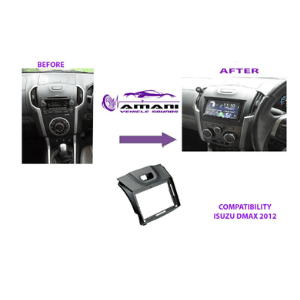 BEFORE
AFTER
AMANI
VEHICLE SOUNDS
COMPATIBILITY
ISUZU DMAX 2012